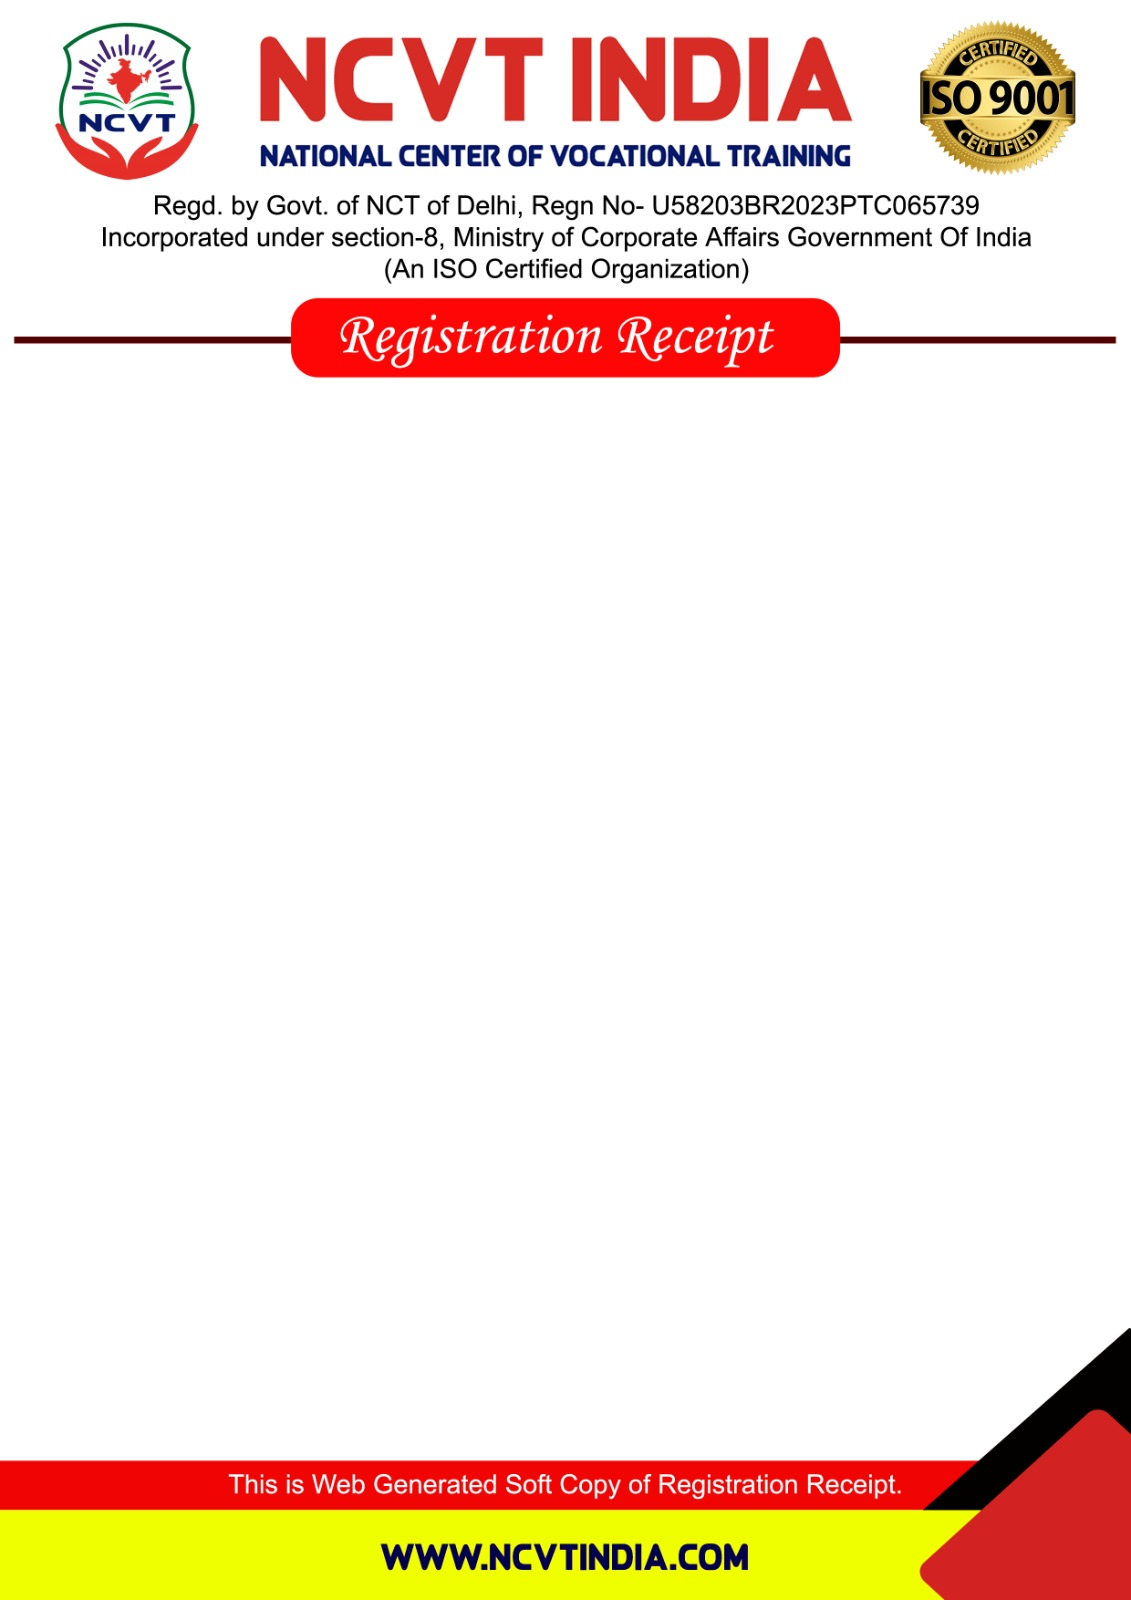 NCVT
NCVT INDIA
NATIONAL CENTER OF VOCATIONAL TRAINING
CERTIFIED
ISO 9001
CERTIFIED
Regd. by Govt. of NCT of Delhi, Regn No- U58203BR2023PTC065739
Incorporated under section-8, Ministry of Corporate Affairs Government Of India
(An ISO Certified Organization)
Registration Receipt
This is Web Generated Soft Copy of Registration Receipt.
WWW.NCVTINDIA.COM